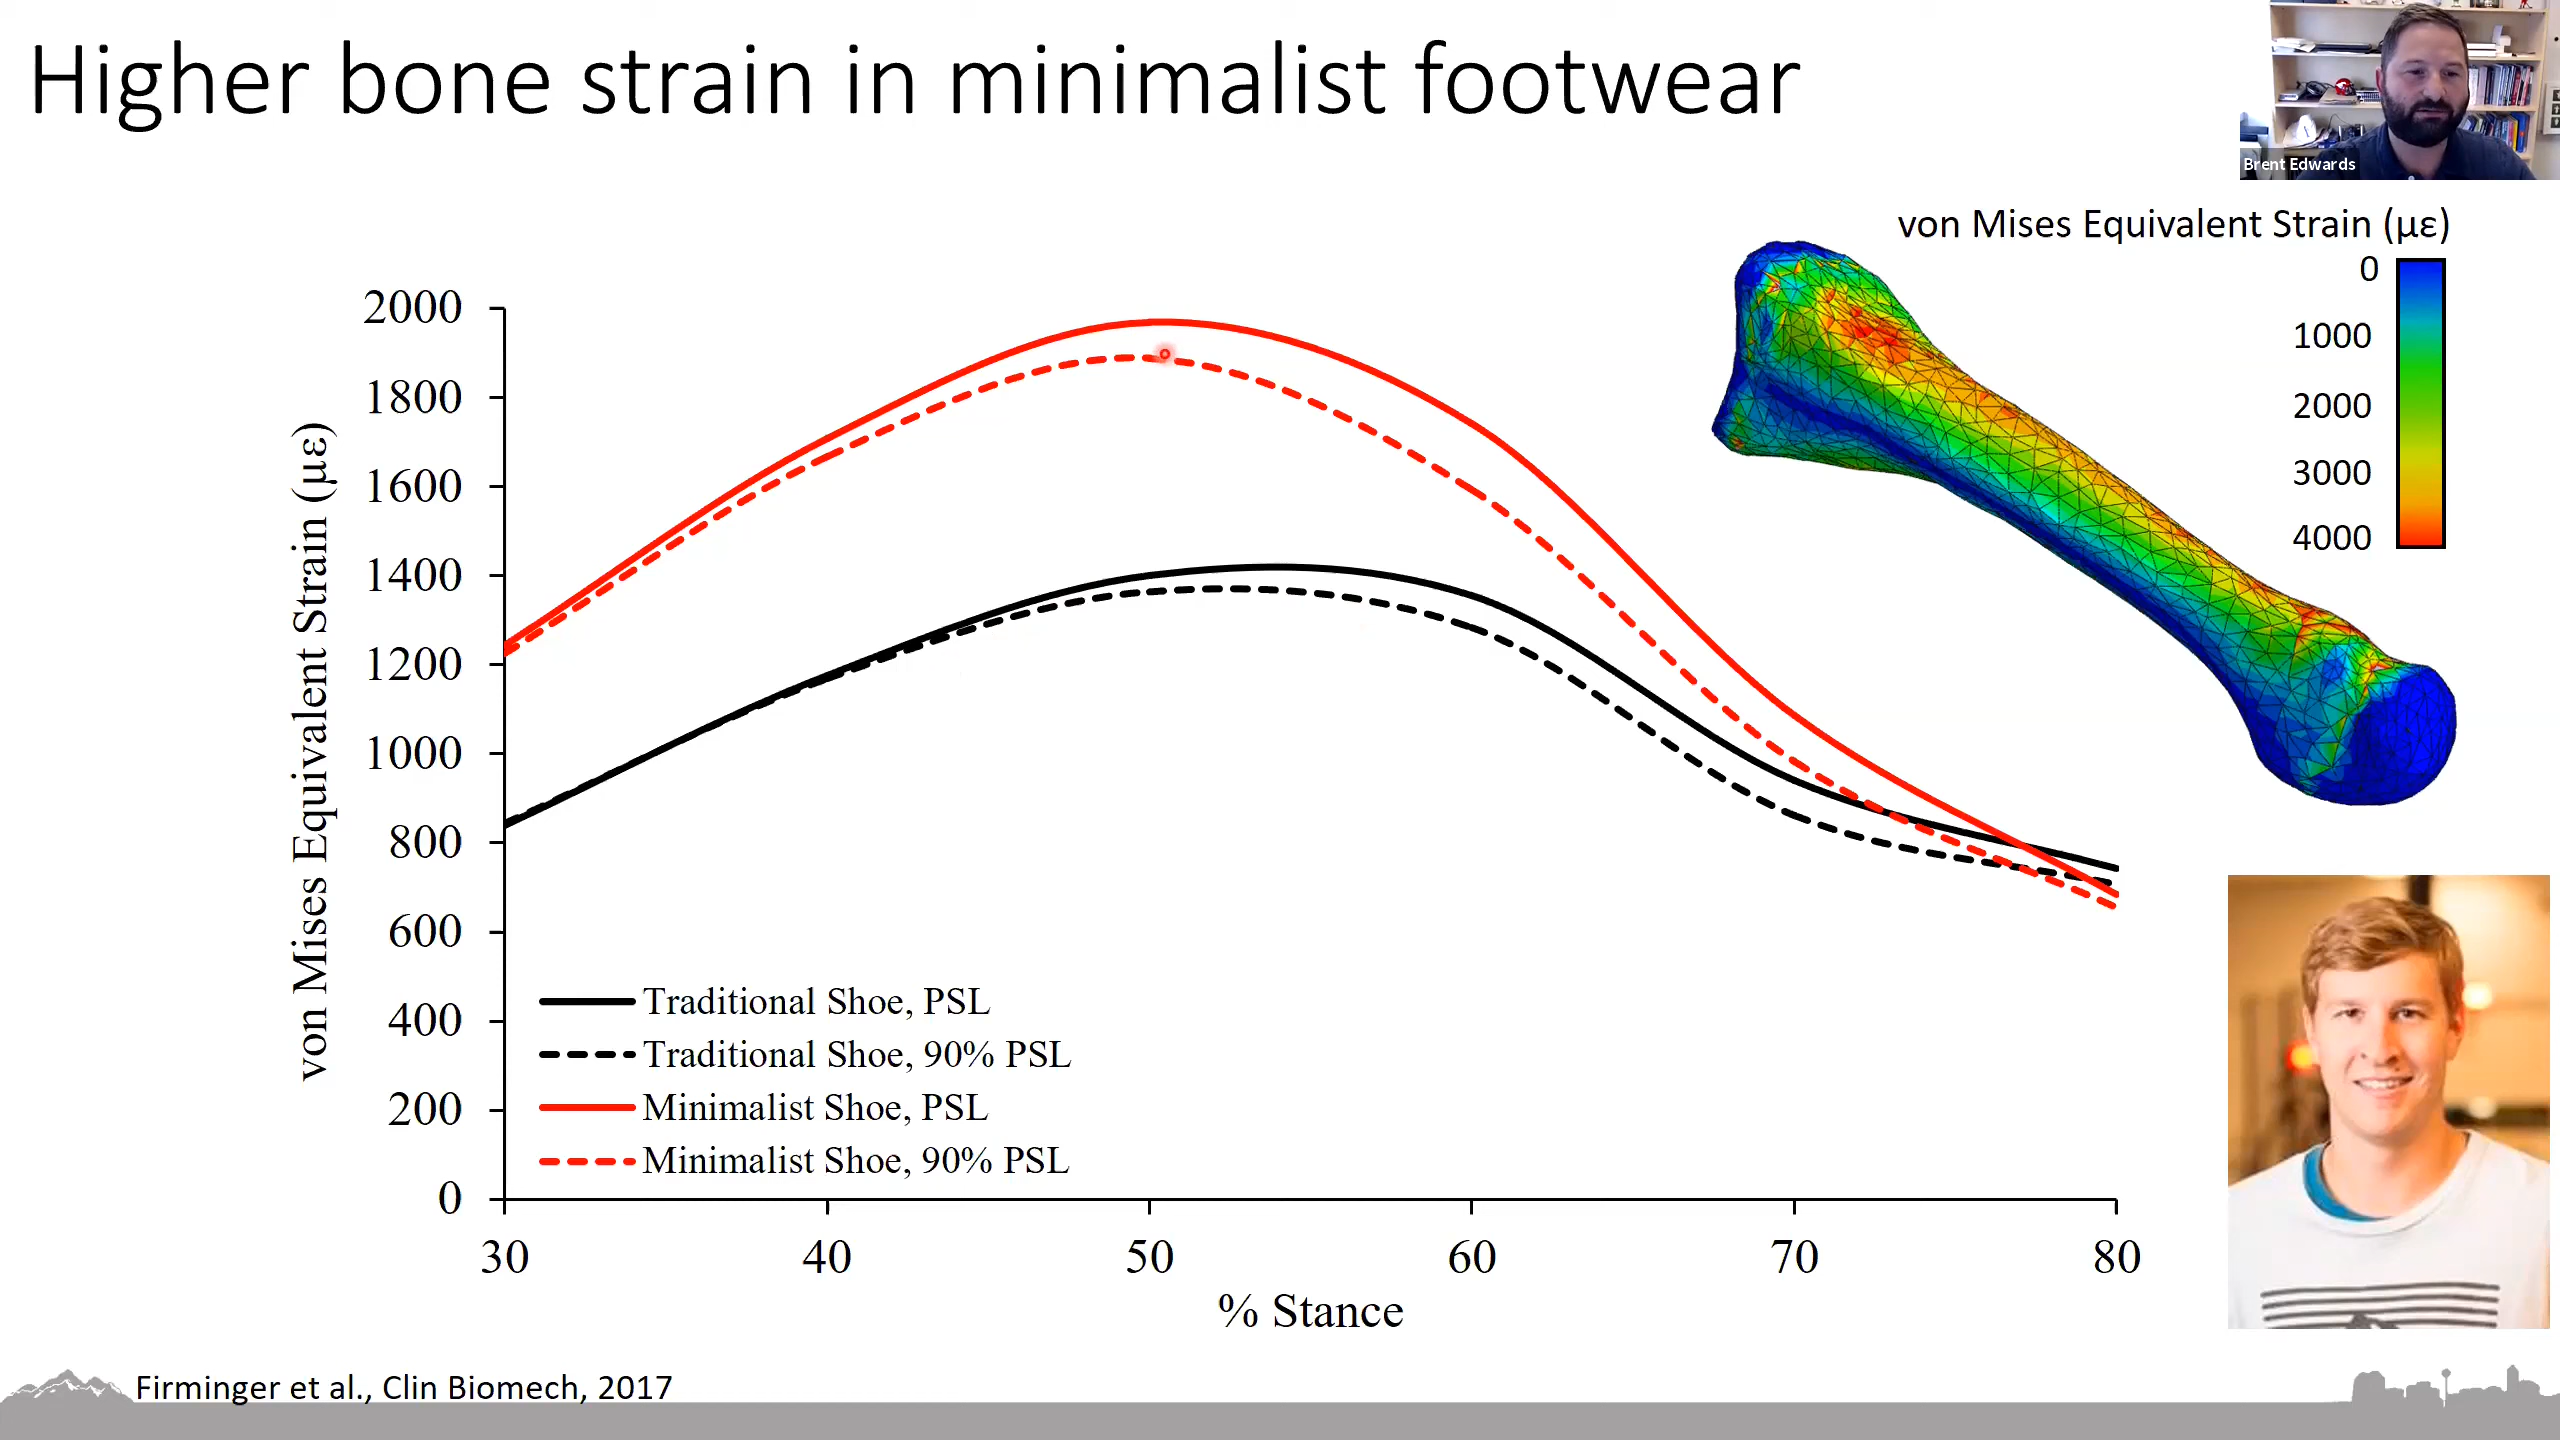 Higher bone strain in minimalist footwear
Brent Edwards
von Mises Equivalent Strain (µε)
0
1000
2000
3000
4000
von Mises Equivalent Strain (µε)
2000
1800
1600
1400
1200
1000
800
600
400
200
0
Traditional Shoe, PSL
Traditional Shoe, 90% PSL
Minimalist Shoe, PSL
Minimalist Shoe, 90% PSL
30 40 50 60 70 80
% Stance
Firminger et al., Clin Biomech, 2017